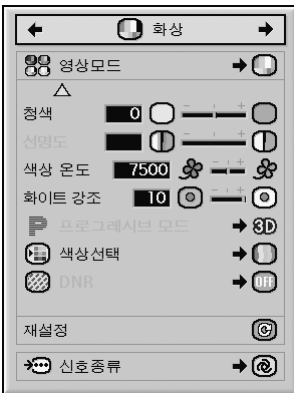 화상
영상모드
청색 0
선명도
색상 온도 7500
화이트 강조 10
P 프로그레시브 모드 3D
색상선택
DNR OFF
재설정
신호종류